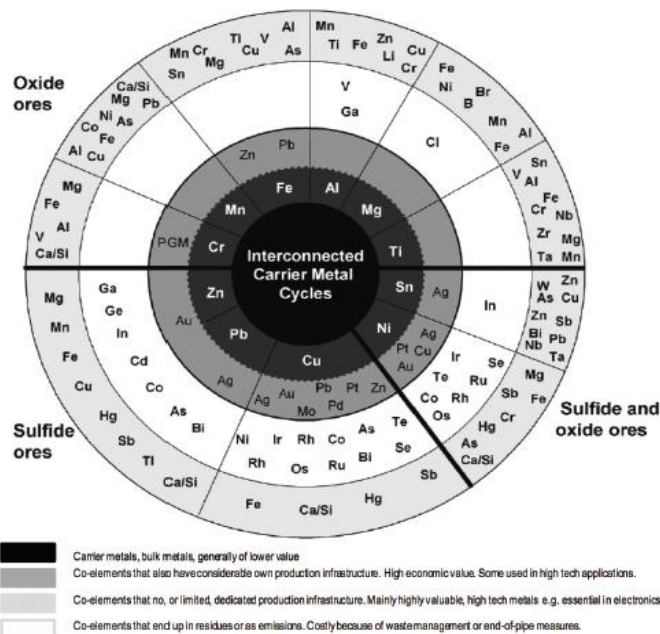 Oxide
ores
Sulfide
ores
Sulfide and
oxide ores
Interconnected
Carrier Metal
Cycles
Fe
Al
Mg
Ti
Sn
Ni
Cu
Pb
Zn
Cr
Mn
Zn
Pb
PGM
Au
Ag
Ag
Au
Pb
Pt
Zn
Mo
Pd
Pt
Cu
Au
Ag
Ag
V
Ga
Cl
In
Ir
Se
Te
Ru
Co
Rh
Os
Ni
Ir
Rh
Co
As
Te
Rh
Os
Ru
Bi
Se
Ga
Ge
In
Cd
Co
As
Bi
Mn
Cr
Ti
V
Al
Sn
Mg
Cu
As
Mn
Ti
Fe
Zn
Li
Cu
Cr
Fe
Ni
B
Br
Mn
Al
Fe
Sn
V
Al
Fe
Cr
Nb
Zr
Mg
Ta
Mn
W
Zn
As
Cu
Zn
Sb
Bi
Pb
Nb
Ta
Mg
Fe
Sb
Cr
Hg
As
Ca/Si
Sb
Hg
Ca/Si
Fe
Ca/Si
Tl
Sb
Hg
Cu
Fe
Mn
Mg
Ca/Si
V
Al
Fe
Mg
Ca/Si
Mg
Pb
Ni
As
Co
Fe
Al
Cu
Carrier metals, bulk metals, generally of lower value
Co-elements that also have considerable own production infrastructure. High economic value. Some used in high tech applications.
Co-elements that no, or limited, dedicated production infrastructure. Mainly highly valuable, high tech metals e.g. essential in electronics
Co-elements that end up in residues or as emissions. Costly because of waste management or end-of-pipe measures.